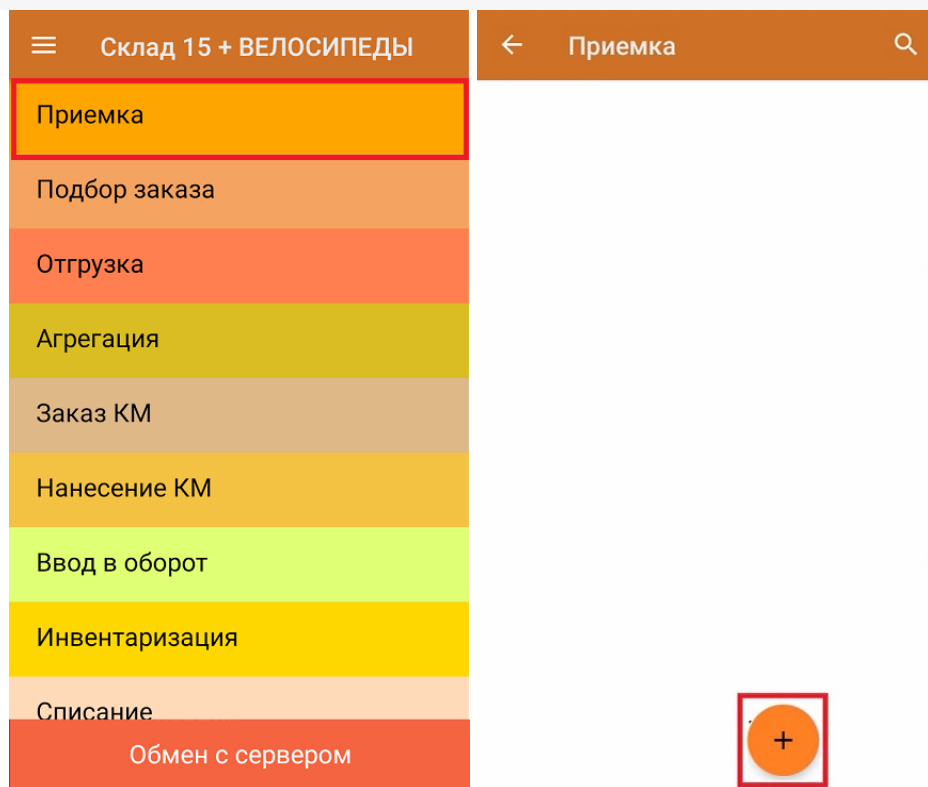 Склад 15 + ВЕЛОСИПЕДЫ
Приемка
Подбор заказа
Отгрузка
Агрегация
Заказ КМ
Нанесение КМ
Ввод в оборот
Инвентаризация
Списание
Обмен с сервером
Приемка
+